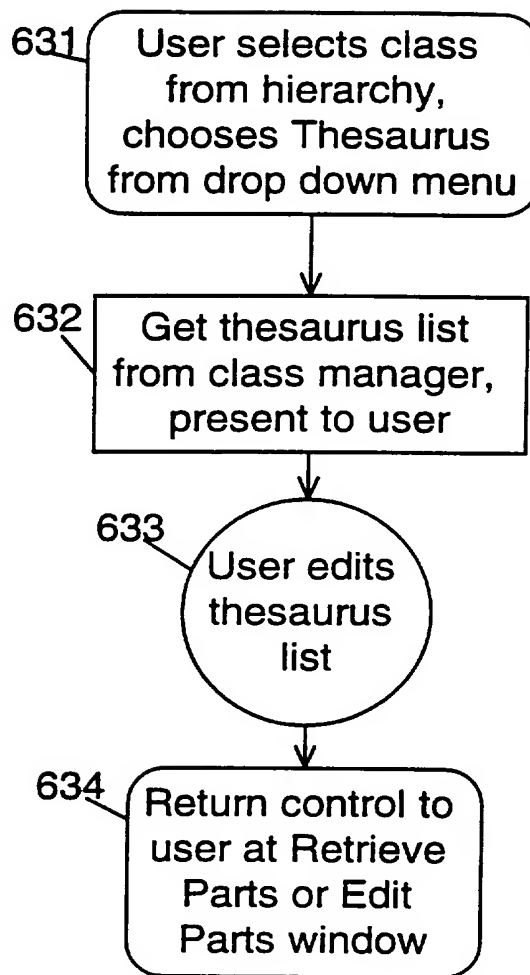 631
User selects class
from hierarchy,
chooses Thesaurus
from drop down menu
632
Get thesaurus list
from class manager,
present to user
633
User edits
thesaurus
list
634
Return control to
user at Retrieve
Parts or Edit
Parts window